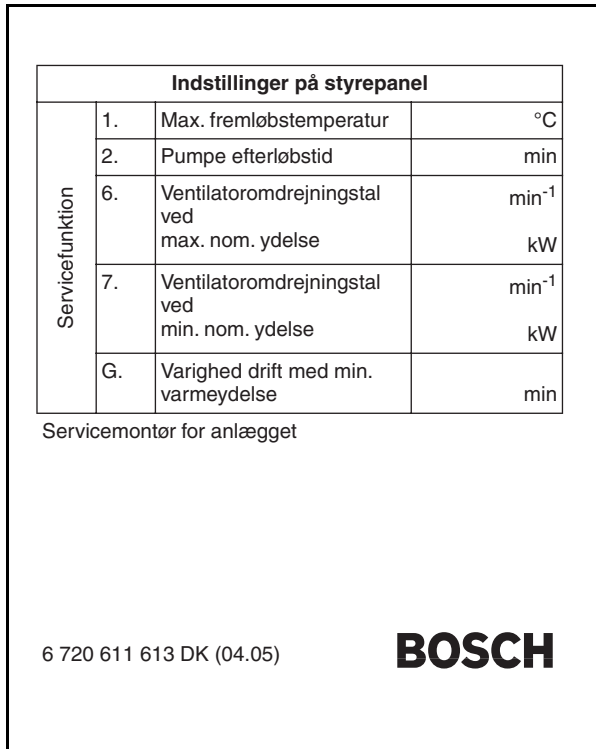 Indstillinger på styrepanel
Servicefunktion
1. Max. fremløbstemperatur °C
2. Pumpe efterløbstid min
6. Ventilatoromdrejningstal min-1
ved
max. nom. ydelse kW
7. Ventilatoromdrejningstal min-1
ved
min. nom. ydelse kW
G. Varighed drift med min.
varmeydelse min
Servicemontør for anlægget
6 720 611 613 DK (04.05) BOSCH